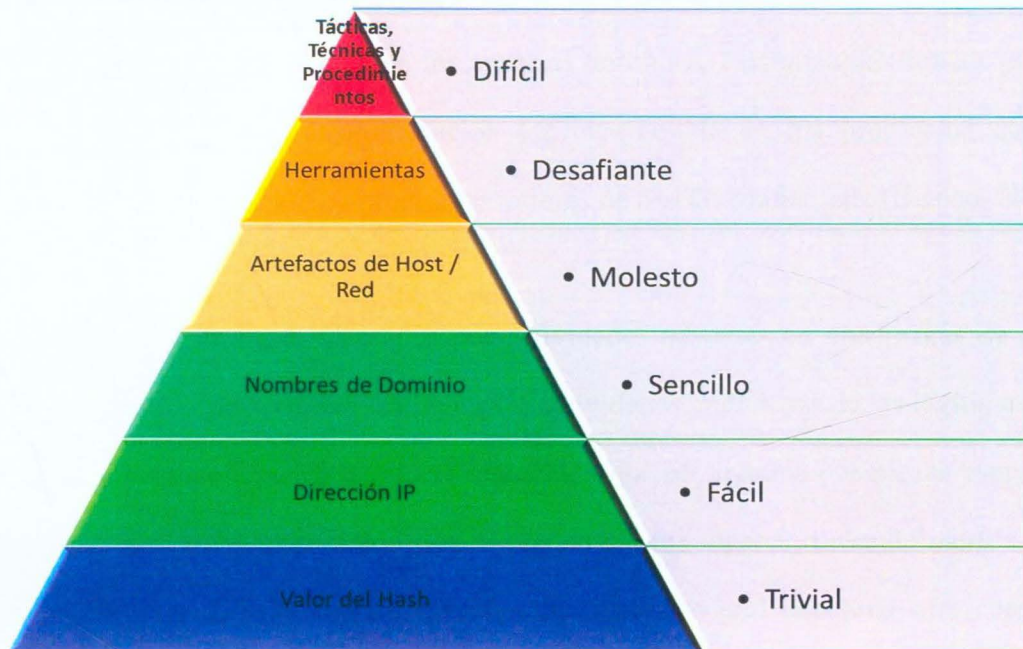 Tácticas,
Técnicas y
Procedimie
ntos
• Difícil
Herramientas
• Desafiante
Artefactos de Host /
Red
• Molesto
Nombres de Dominio
• Sencillo
Dirección IP
• Fácil
Valor del Hash
• Trivial